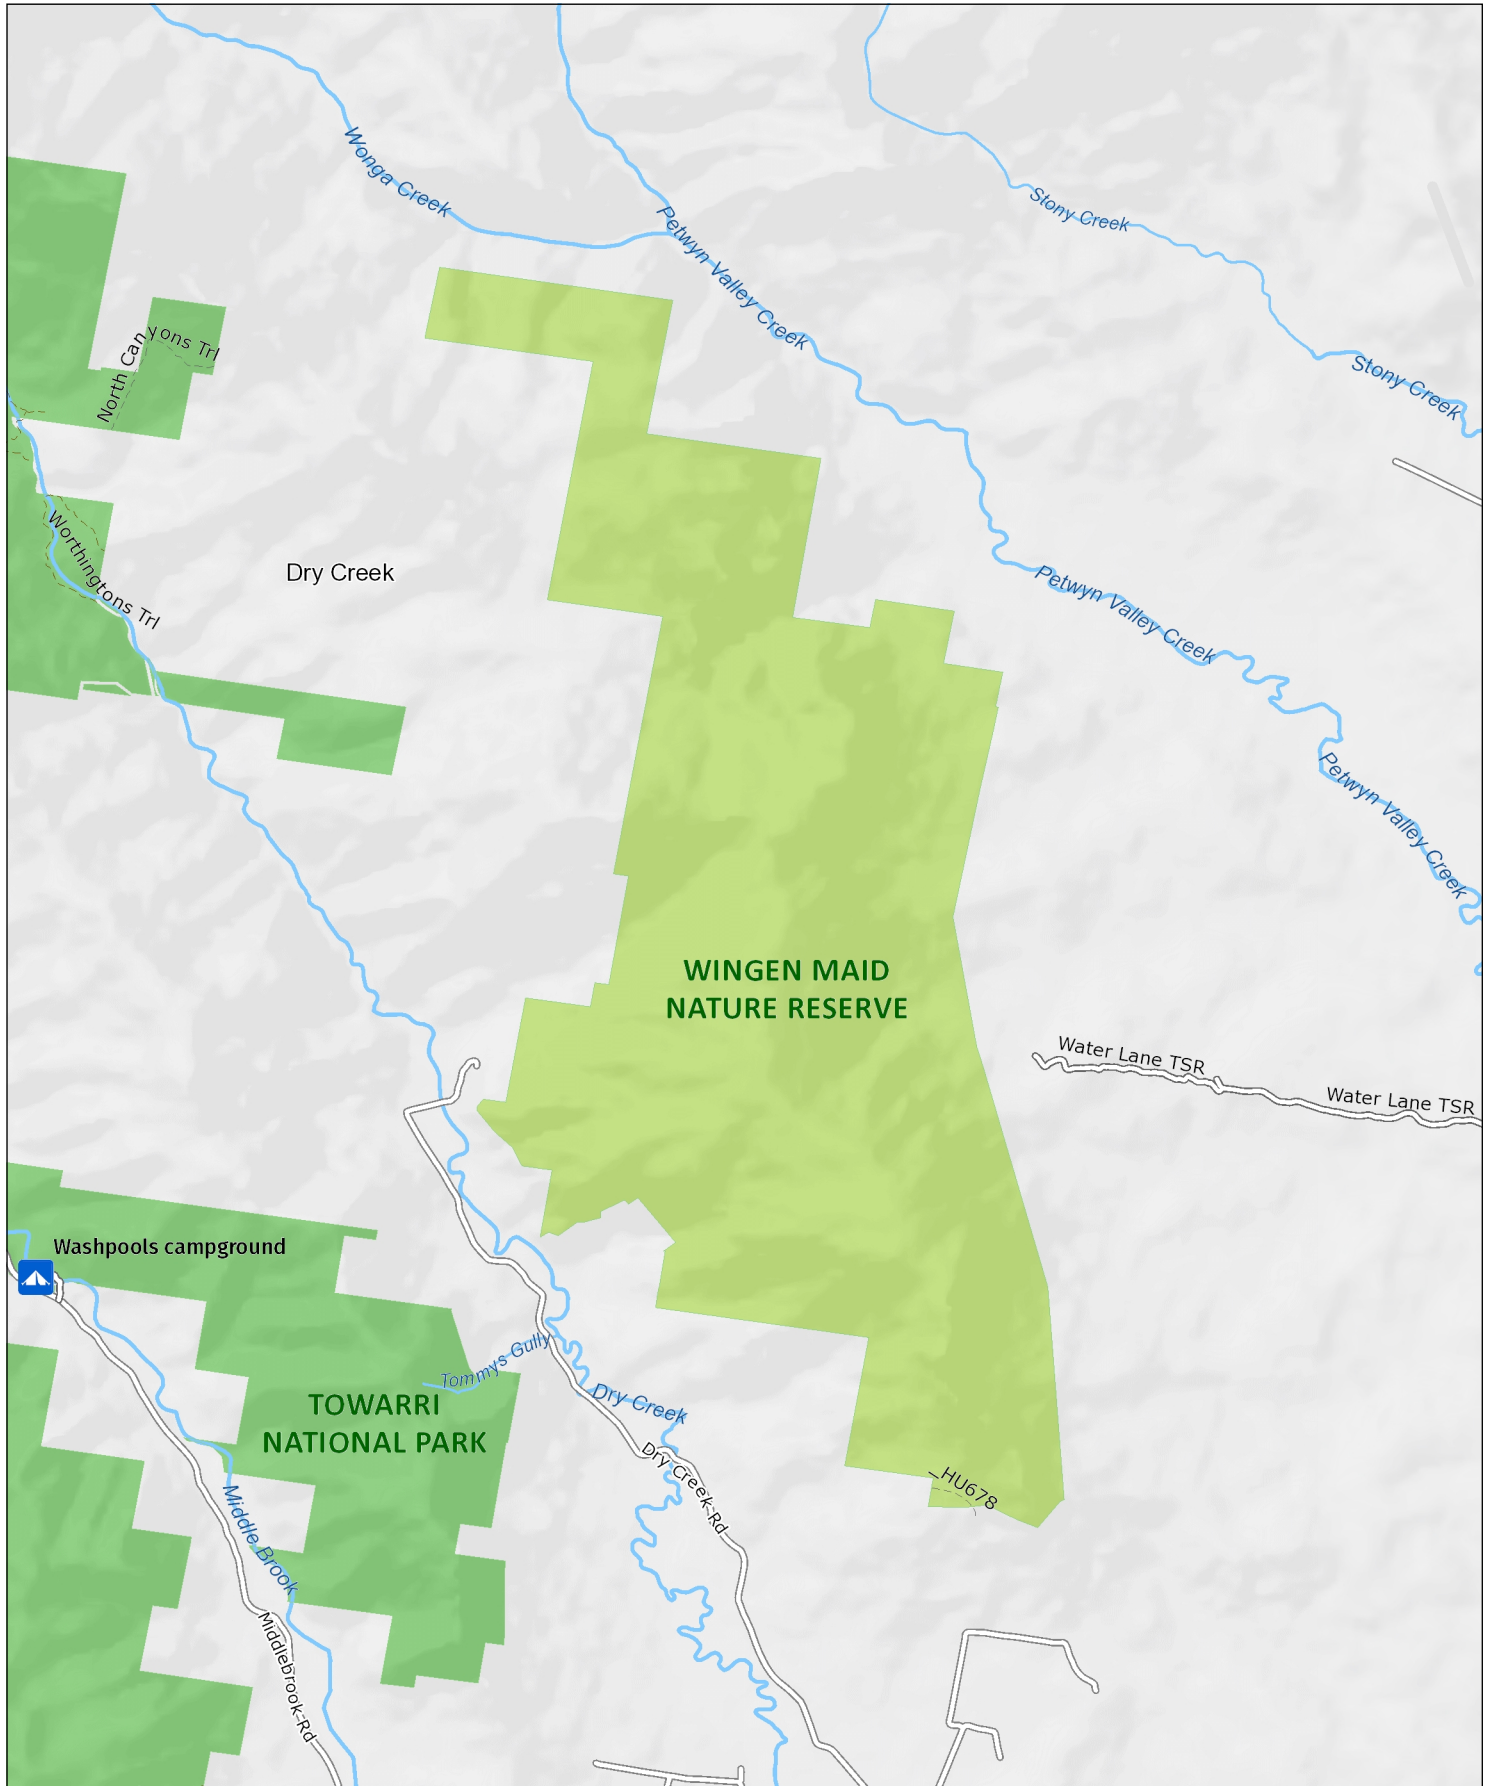 Wonga Creek
Petwyn Valley Creek
Stony Creek
Stony Creek
North Canyons Trl
Worthingtons Trl
Dry Creek
Petwyn Valley Creek
Petwyn Valley Creek
WINGEN MAID
NATURE RESERVE
Water Lane TSR
Water Lane TSR
Washpools campground
Tommys Gully
TOWARRI
NATIONAL PARK
Dry Creek
Dry Creek Rd
_HU678
Middle Brook
Middlebrook Rd